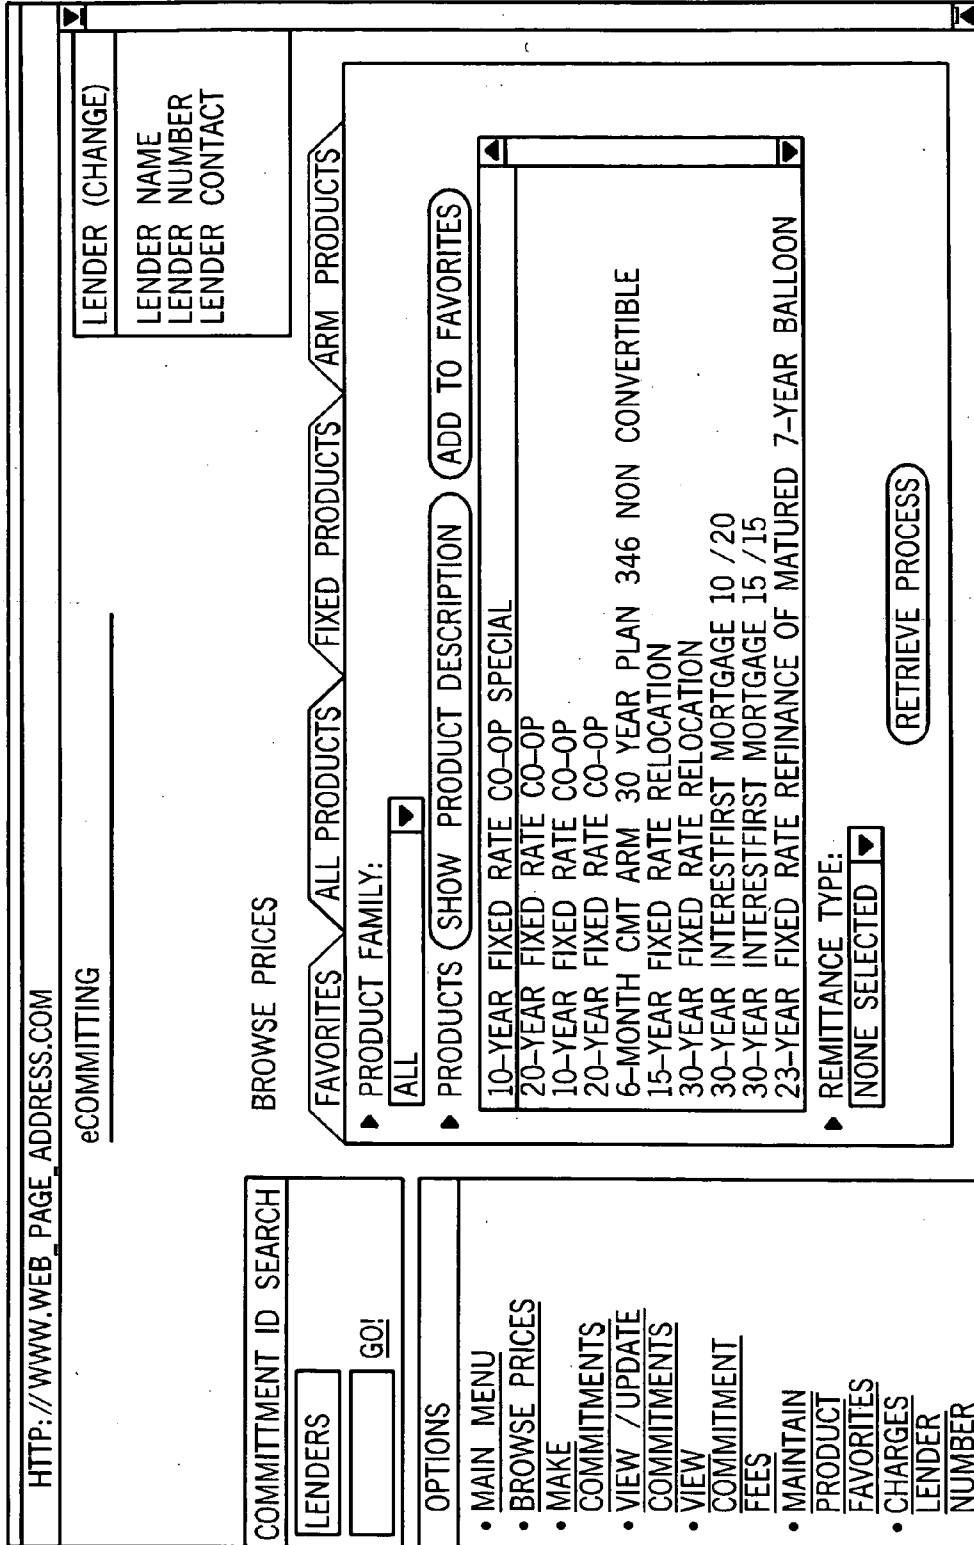 HTTP://WWW.WEB_PAGE_ADDRESS.COM
eCOMMITTING
LENDER (CHANGE)
LENDER NAME
LENDER NUMBER
LENDER CONTACT
COMMITTMENT ID SEARCH
LENDERS
GO!
OPTIONS
• MAIN MENU
• BROWSE PRICES
• MAKE
COMMITMENTS
• VIEW / UPDATE
COMMITMENTS
• VIEW
COMMITMENT
FEES
• MAINTAIN
PRODUCT
FAVORITES
• CHARGES
LENDER
NUMBER
BROWSE PRICES
FAVORITES ALL PRODUCTS FIXED PRODUCTS ARM PRODUCTS
PRODUCT FAMILY:
ALL
PRODUCTS SHOW PRODUCT DESCRIPTION ADD TO FAVORITES
10–YEAR FIXED RATE CO–OP SPECIAL
20–YEAR FIXED RATE CO–OP
10–YEAR FIXED RATE CO–OP
20–YEAR FIXED RATE CO–OP
6–MONTH CMT ARM 30 YEAR PLAN 346 NON CONVERTIBLE
15–YEAR FIXED RATE RELOCATION
30–YEAR FIXED RATE RELOCATION
30–YEAR INTERESTFIRST MORTGAGE 10 /20
30–YEAR INTERESTFIRST MORTGAGE 15 /15
23–YEAR FIXED RATE REFINANCE OF MATURED 7–YEAR BALLOON
REMITTANCE TYPE:
NONE SELECTED
RETRIEVE PROCESS